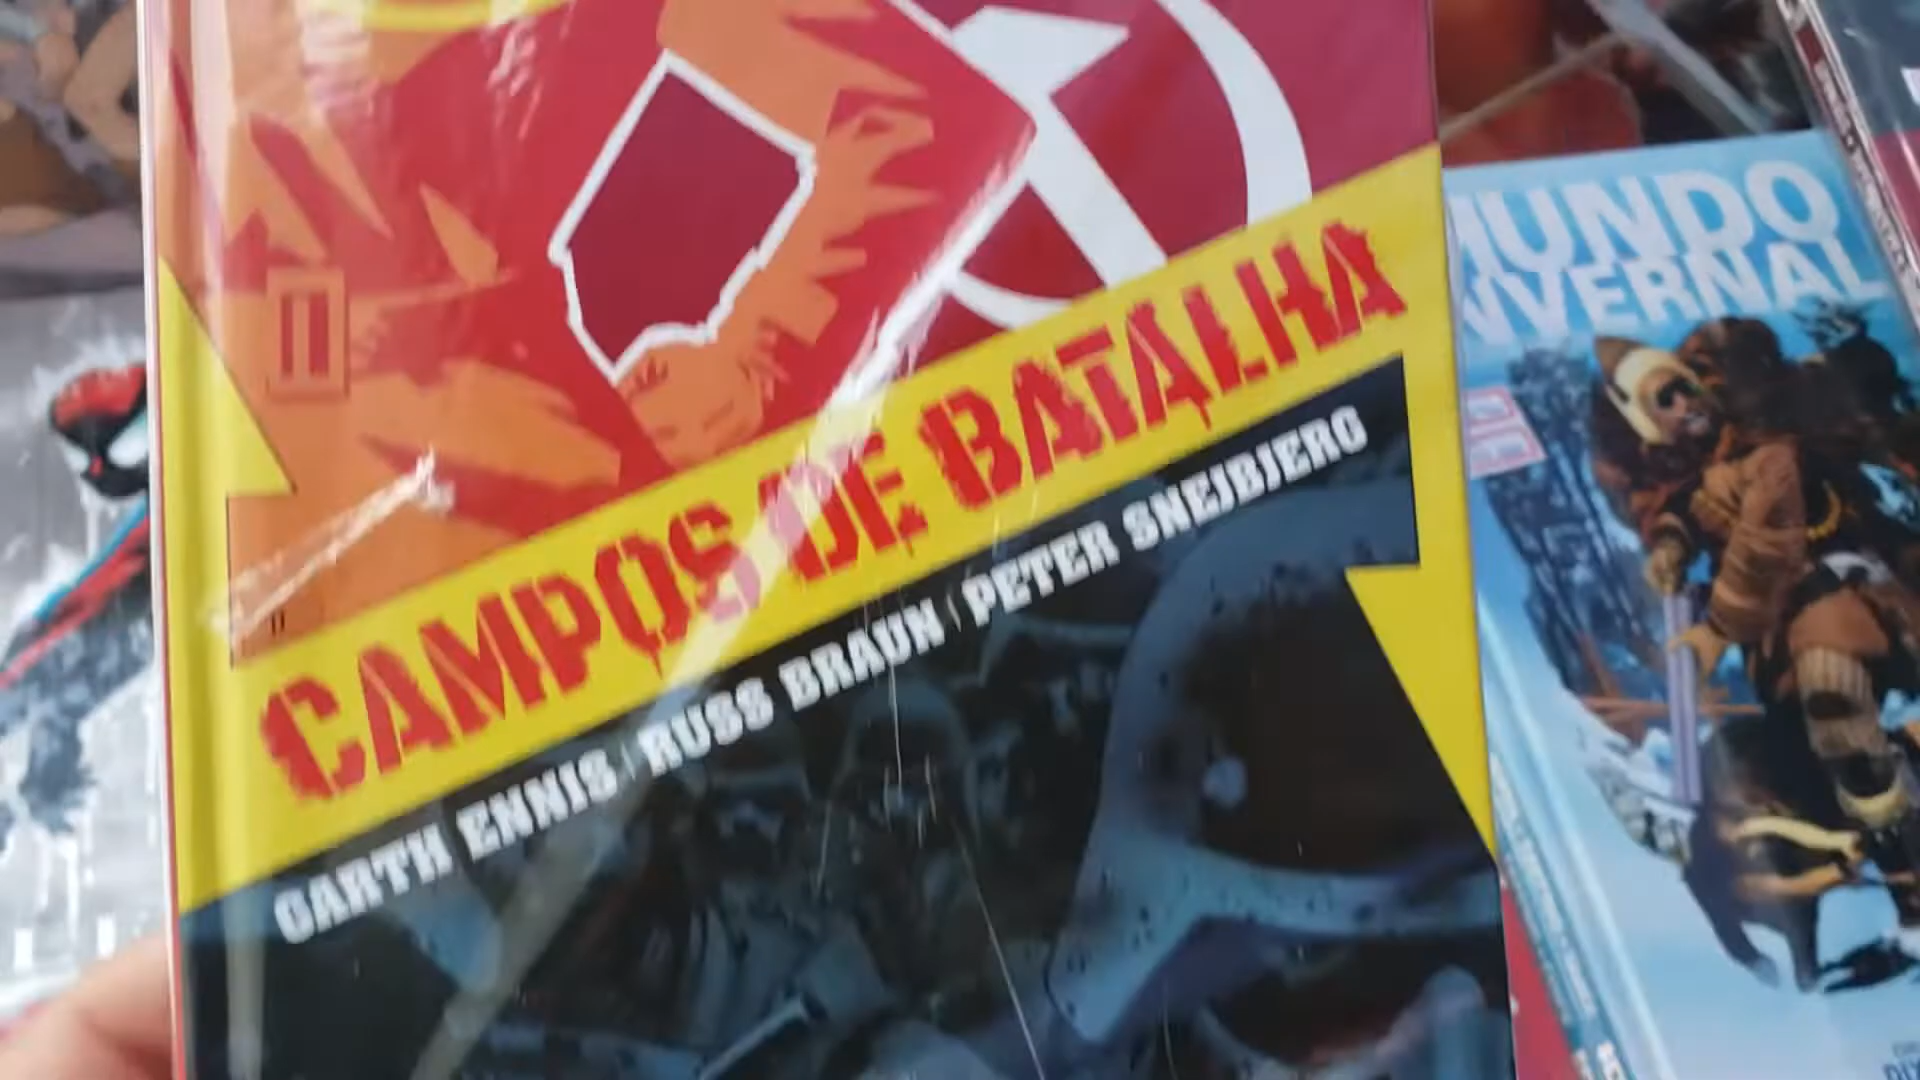 CAMPOS DE BATALHA
GARTH ENNIS | RUSS BRAUN | PETER SNEJBJERG
MUNDO
INVERNAL